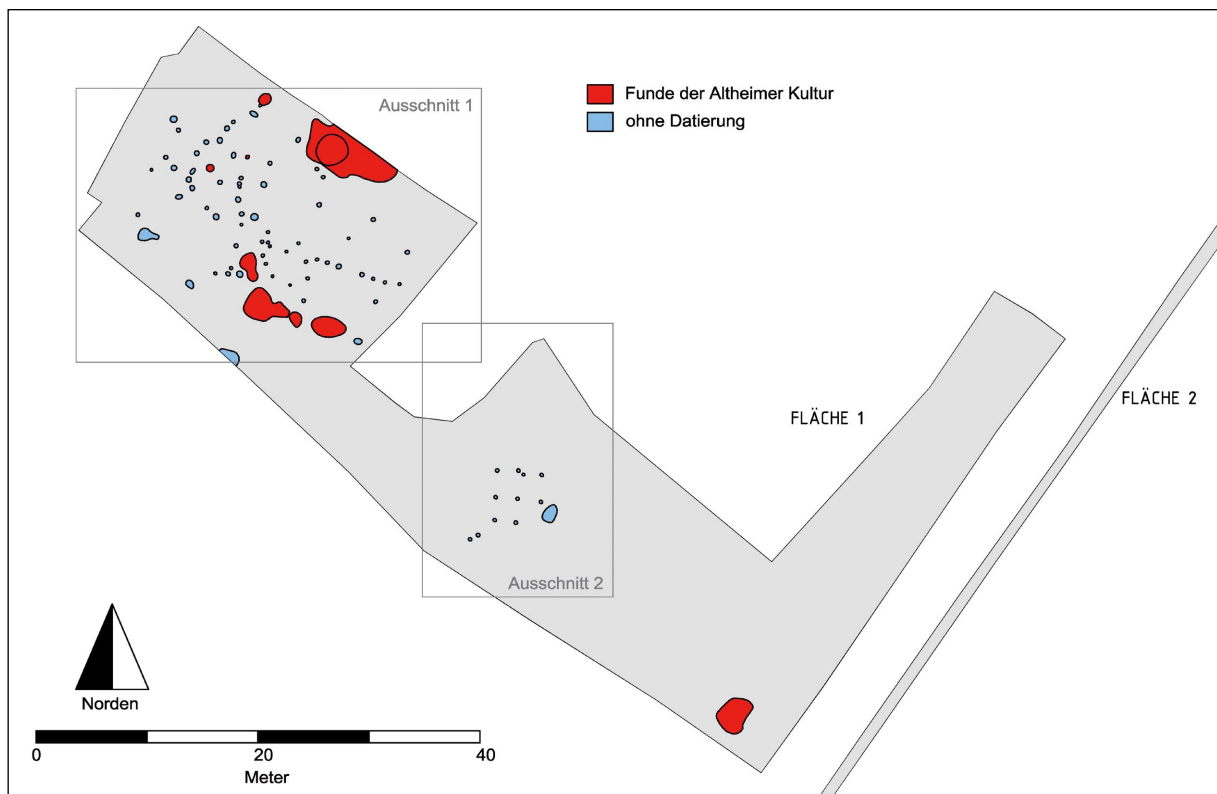 Ausschnitt 1
Funde der Altheimer Kultur
ohne Datierung
FLÄCHE 1
FLÄCHE 2
Ausschnitt 2
Norden
0 20 40
Meter